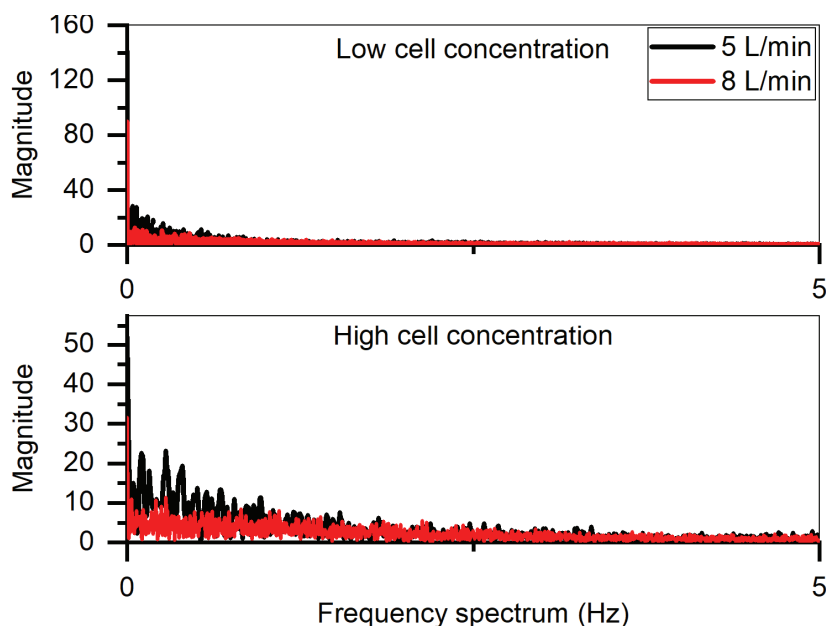 160
120
80
40
0
Magnitude
Low cell concentration
5 L/min
8 L/min
0
5
50
40
30
20
10
0
Magnitude
High cell concentration
0
5
Frequency spectrum (Hz)